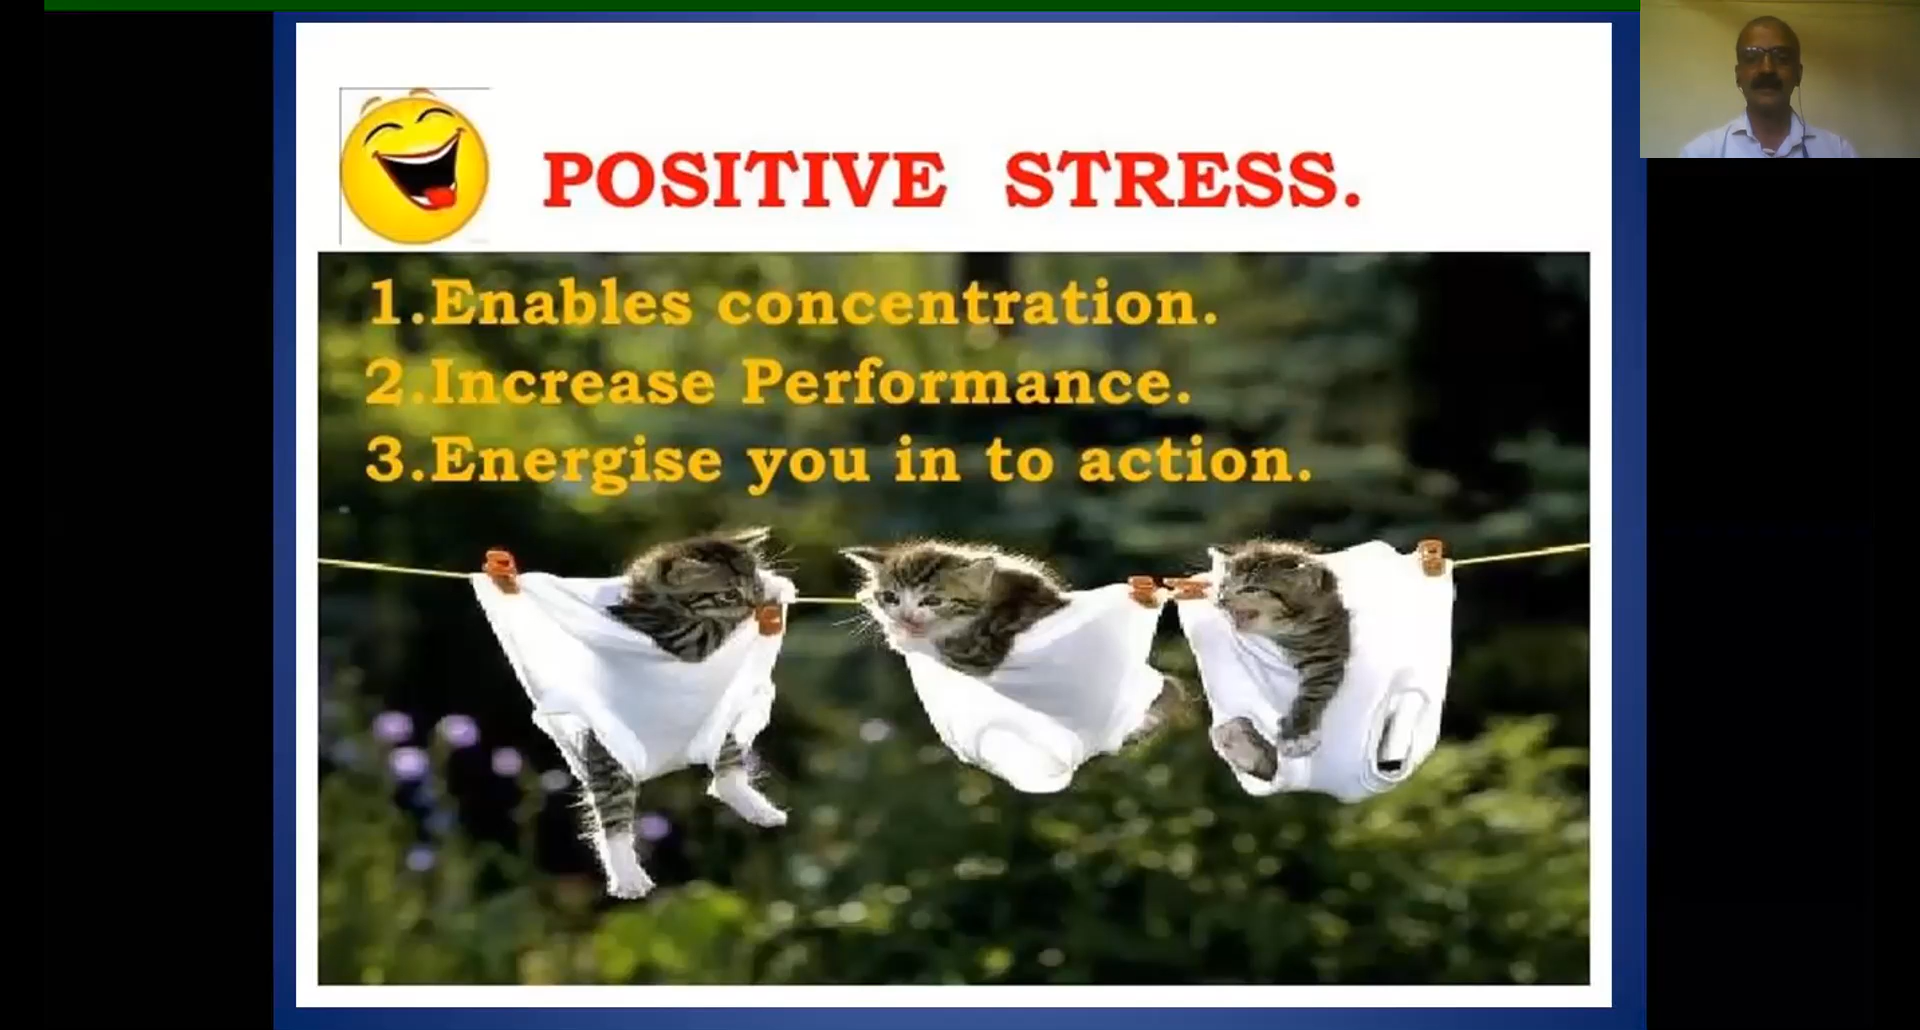 POSITIVE STRESS.
1.Enables concentration.
2.Increase Performance.
3.Energise you in to action.